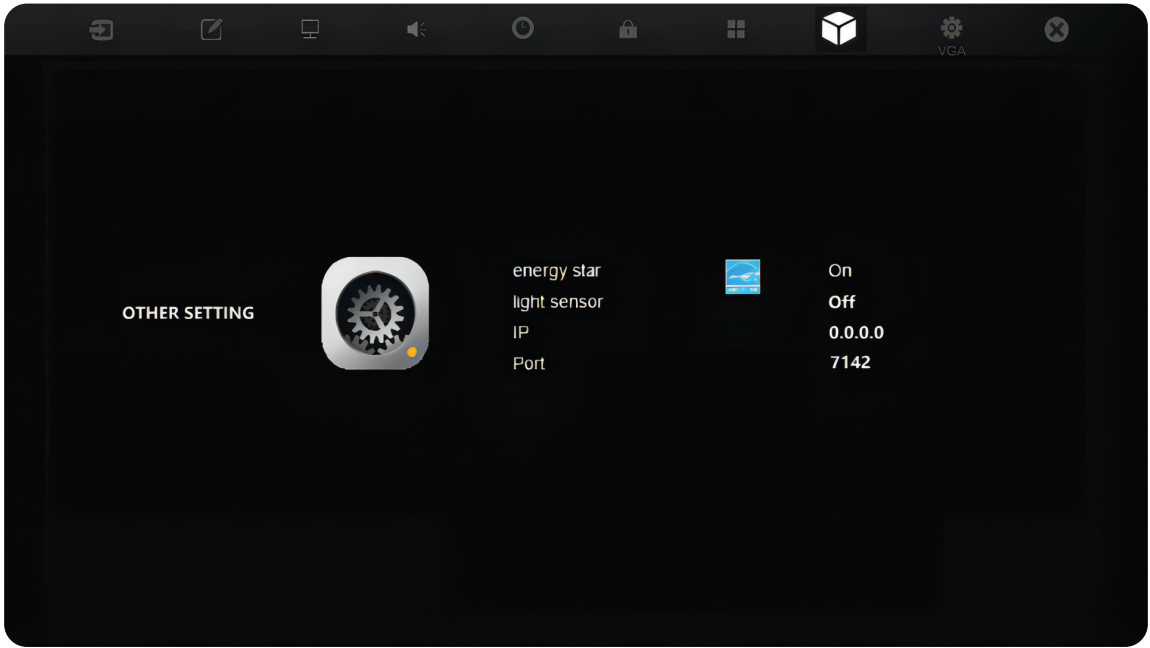 VGA
OTHER SETTING
energy star On
light sensor Off
IP 0.0.0.0
Port 7142